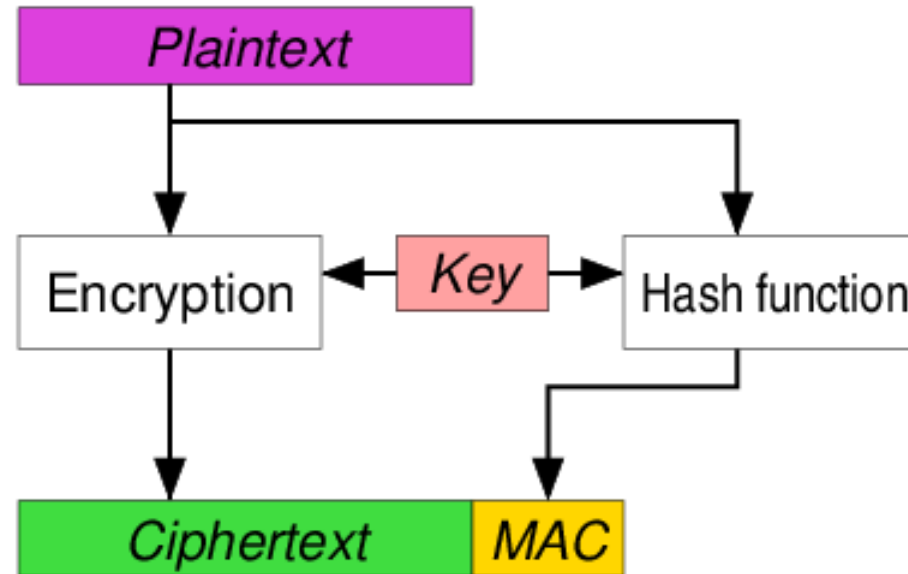 Plaintext
Encryption
Key
Hash function
Ciphertext
MAC